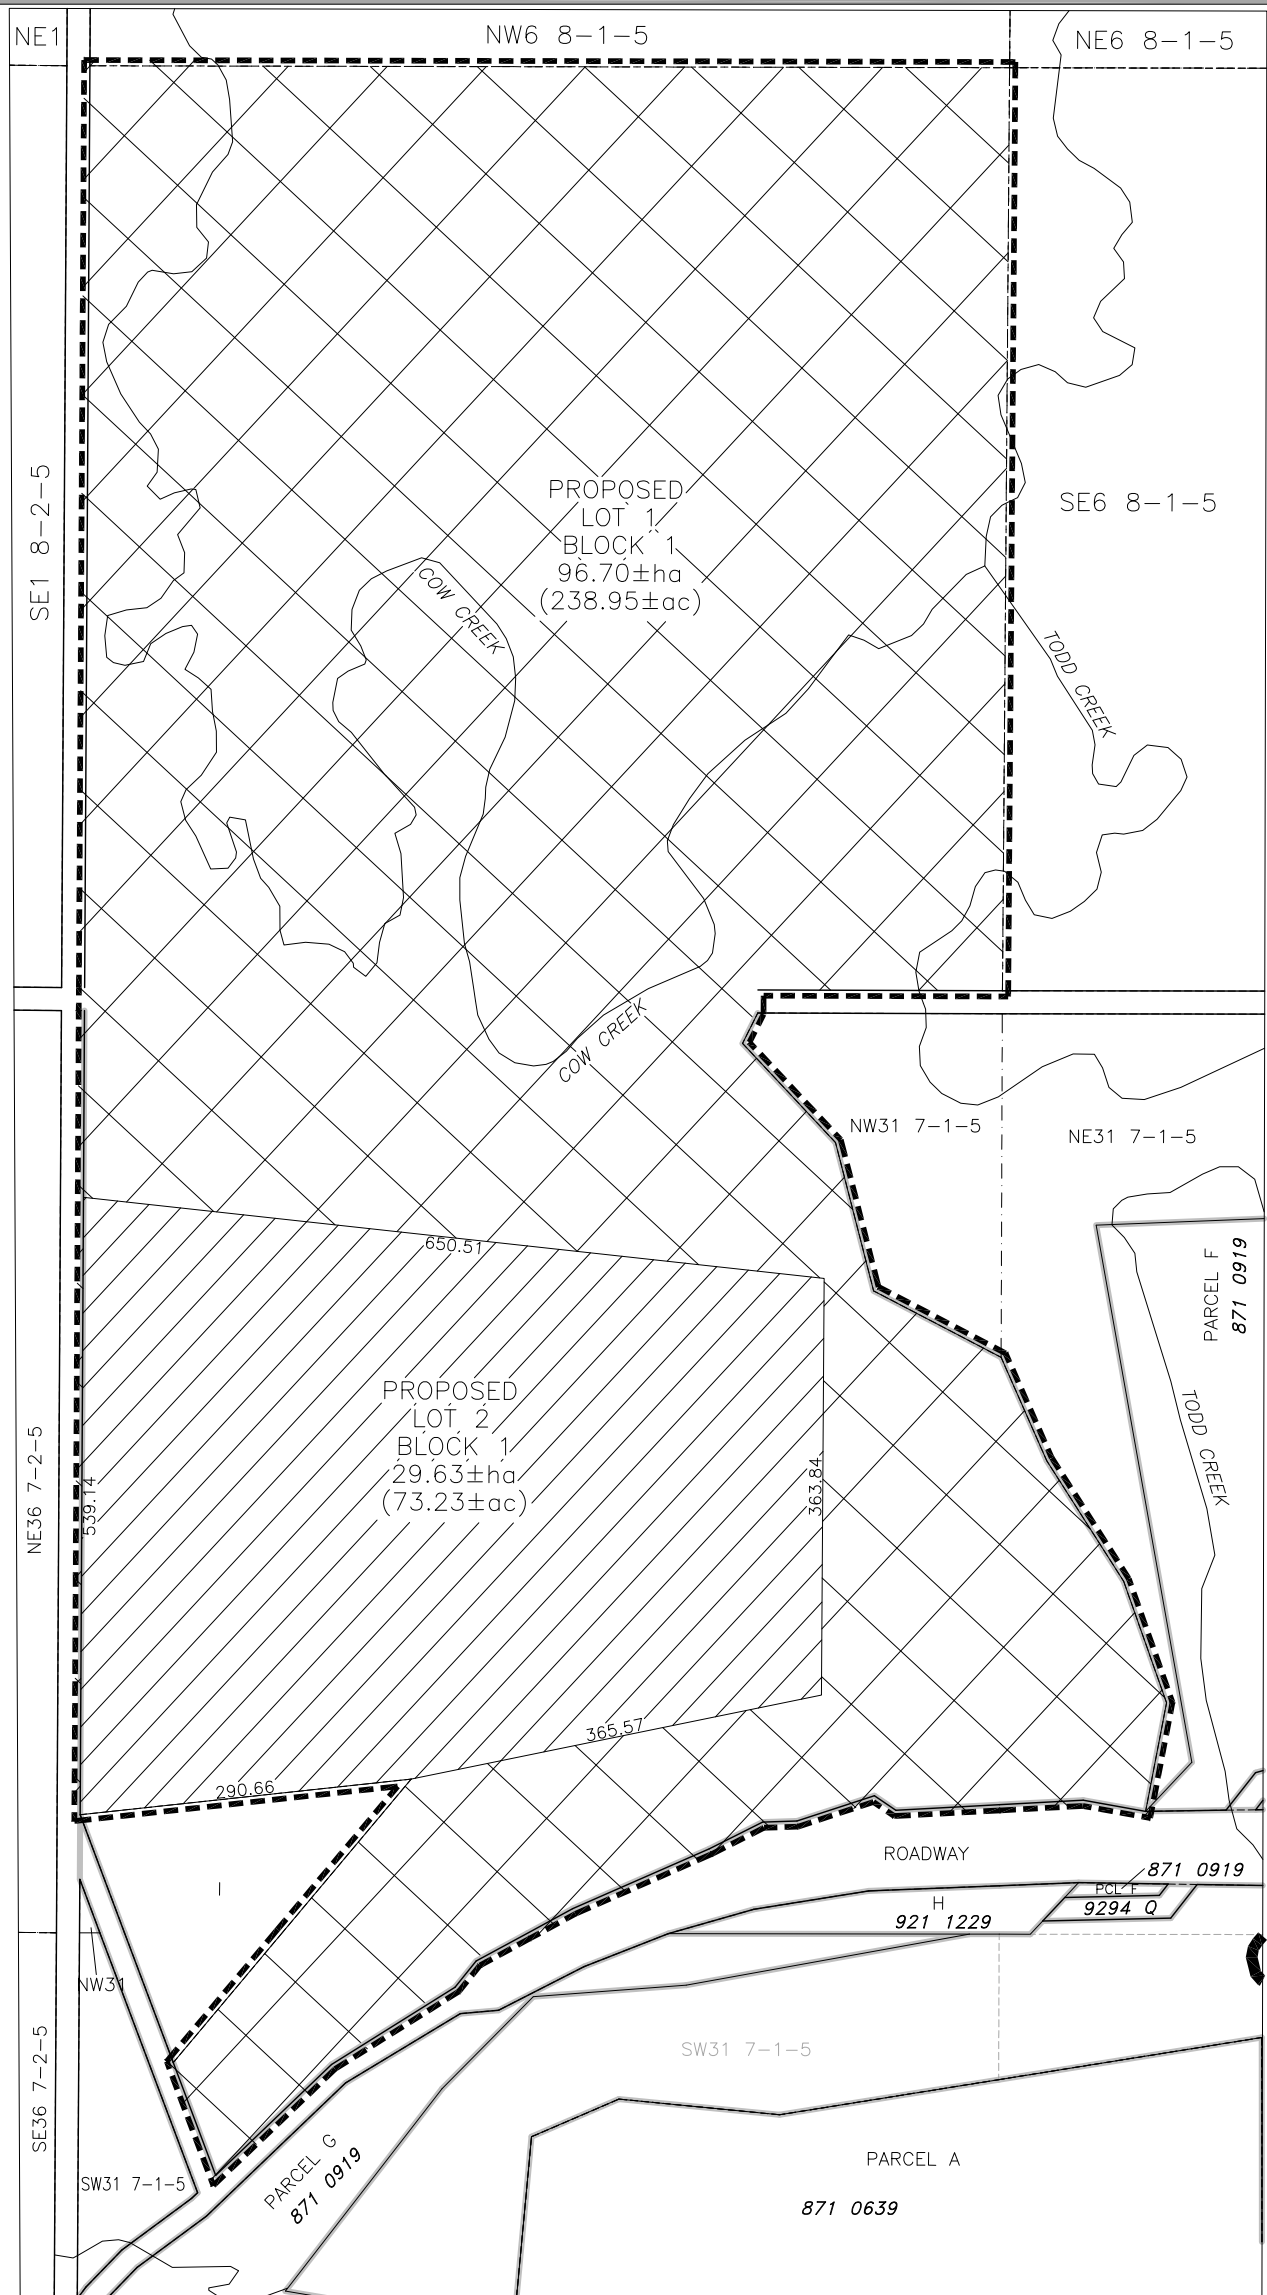 NE1
NW6 8-1-5
NE6 8-1-5
SE1 8-2-5
PROPOSED
LOT 1
BLOCK 1
96.70±ha
(238.95±ac)
SE6 8-1-5
COW CREEK
TODD CREEK
COW CREEK
NW31 7-1-5
NE31 7-1-5
650.51
PARCEL F
871 0919
PROPOSED
LOT 2
BLOCK 1
29.63±ha
(73.23±ac)
NE36 7-2-5
539.14
363.84
TODD CREEK
365.57
290.66
ROADWAY
871 0919
PCL F
I
H
921 1229
9294 Q
NW31
SE36 7-2-5
SW31 7-1-5
SW31 7-1-5
PARCEL G
871 0919
PARCEL A
871 0639